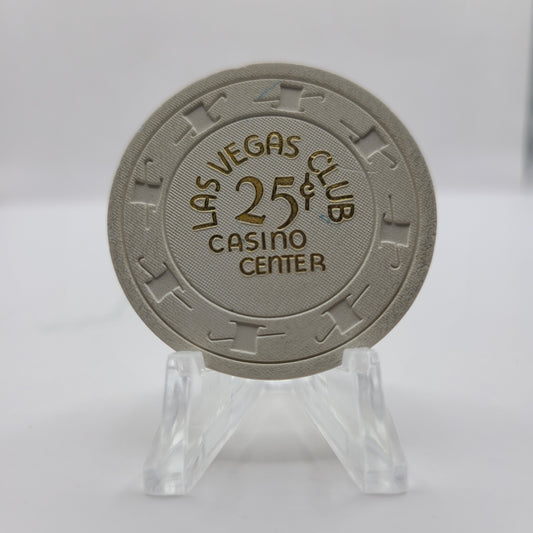 LAS VEGAS CLUB
25¢
CASINO
CENTER